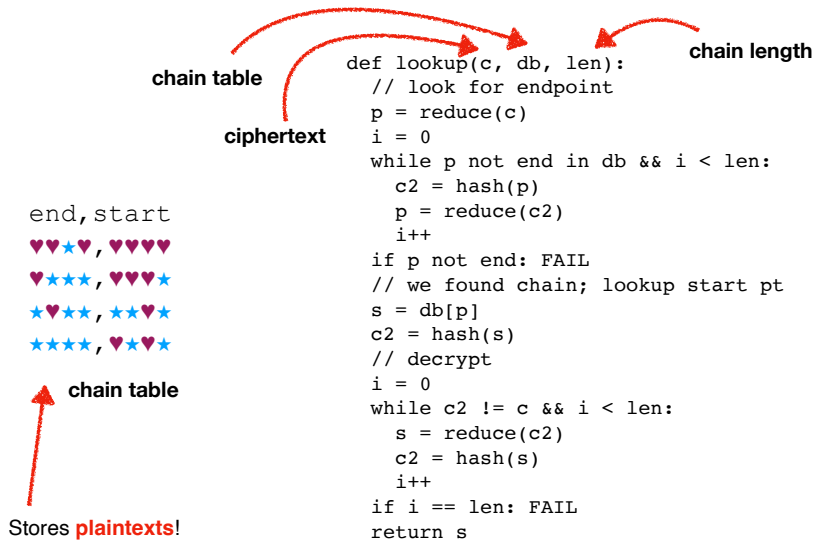 chain table
ciphertext
chain length
def lookup(c, db, len):
  // look for endpoint
  p = reduce(c)
  i = 0
  while p not end in db && i < len:
    c2 = hash(p)
    p = reduce(c2)
    i++
  if p not end: FAIL
  // we found chain; lookup start pt
  s = db[p]
  c2 = hash(s)
  // decrypt
  i = 0
  while c2 != c && i < len:
    s = reduce(c2)
    c2 = hash(s)
    i++
  if i == len: FAIL
  return s
end,start
♥♥★♥,♥♥♥♥
♥★★★,♥♥♥★
★♥★★,★★♥★
★★★★,♥★♥★
chain table
Stores plaintexts!